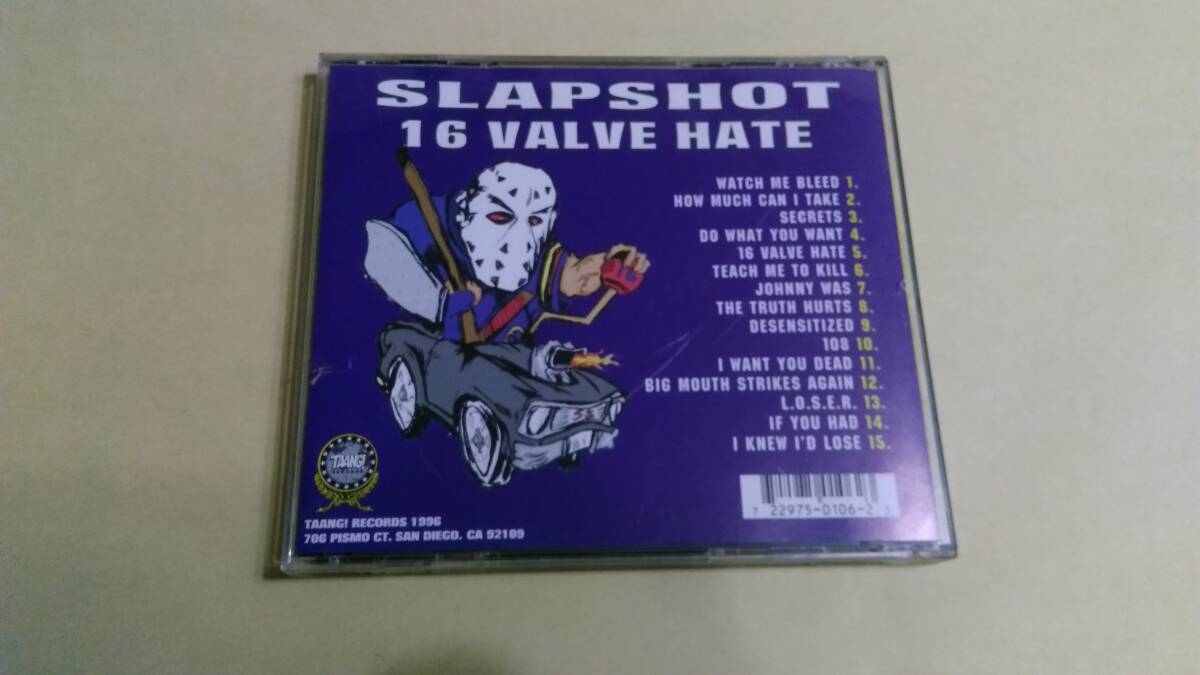 SLAPSHOT
16 VALVE HATE
WATCH ME BLEED 1.
HOW MUCH CAN I TAKE 2.
SECRETS 3.
DO WHAT YOU WANT 4.
16 VALVE HATE 5.
TEACH ME TO KILL 6.
JOHNNY WAS 7.
THE TRUTH HURTS 8.
DESENSITIZED 9.
108 10.
I WANT YOU DEAD 11.
BIG MOUTH STRIKES AGAIN 12.
L.O.S.E.R. 13.
IF YOU HAD 14.
I KNEW I'D LOSE 15.
TAANG!
RECORDS
TAANG! RECORDS 1996
706 PISMO CT. SAN DIEGO, CA 92109
7 22975-0106-2 3